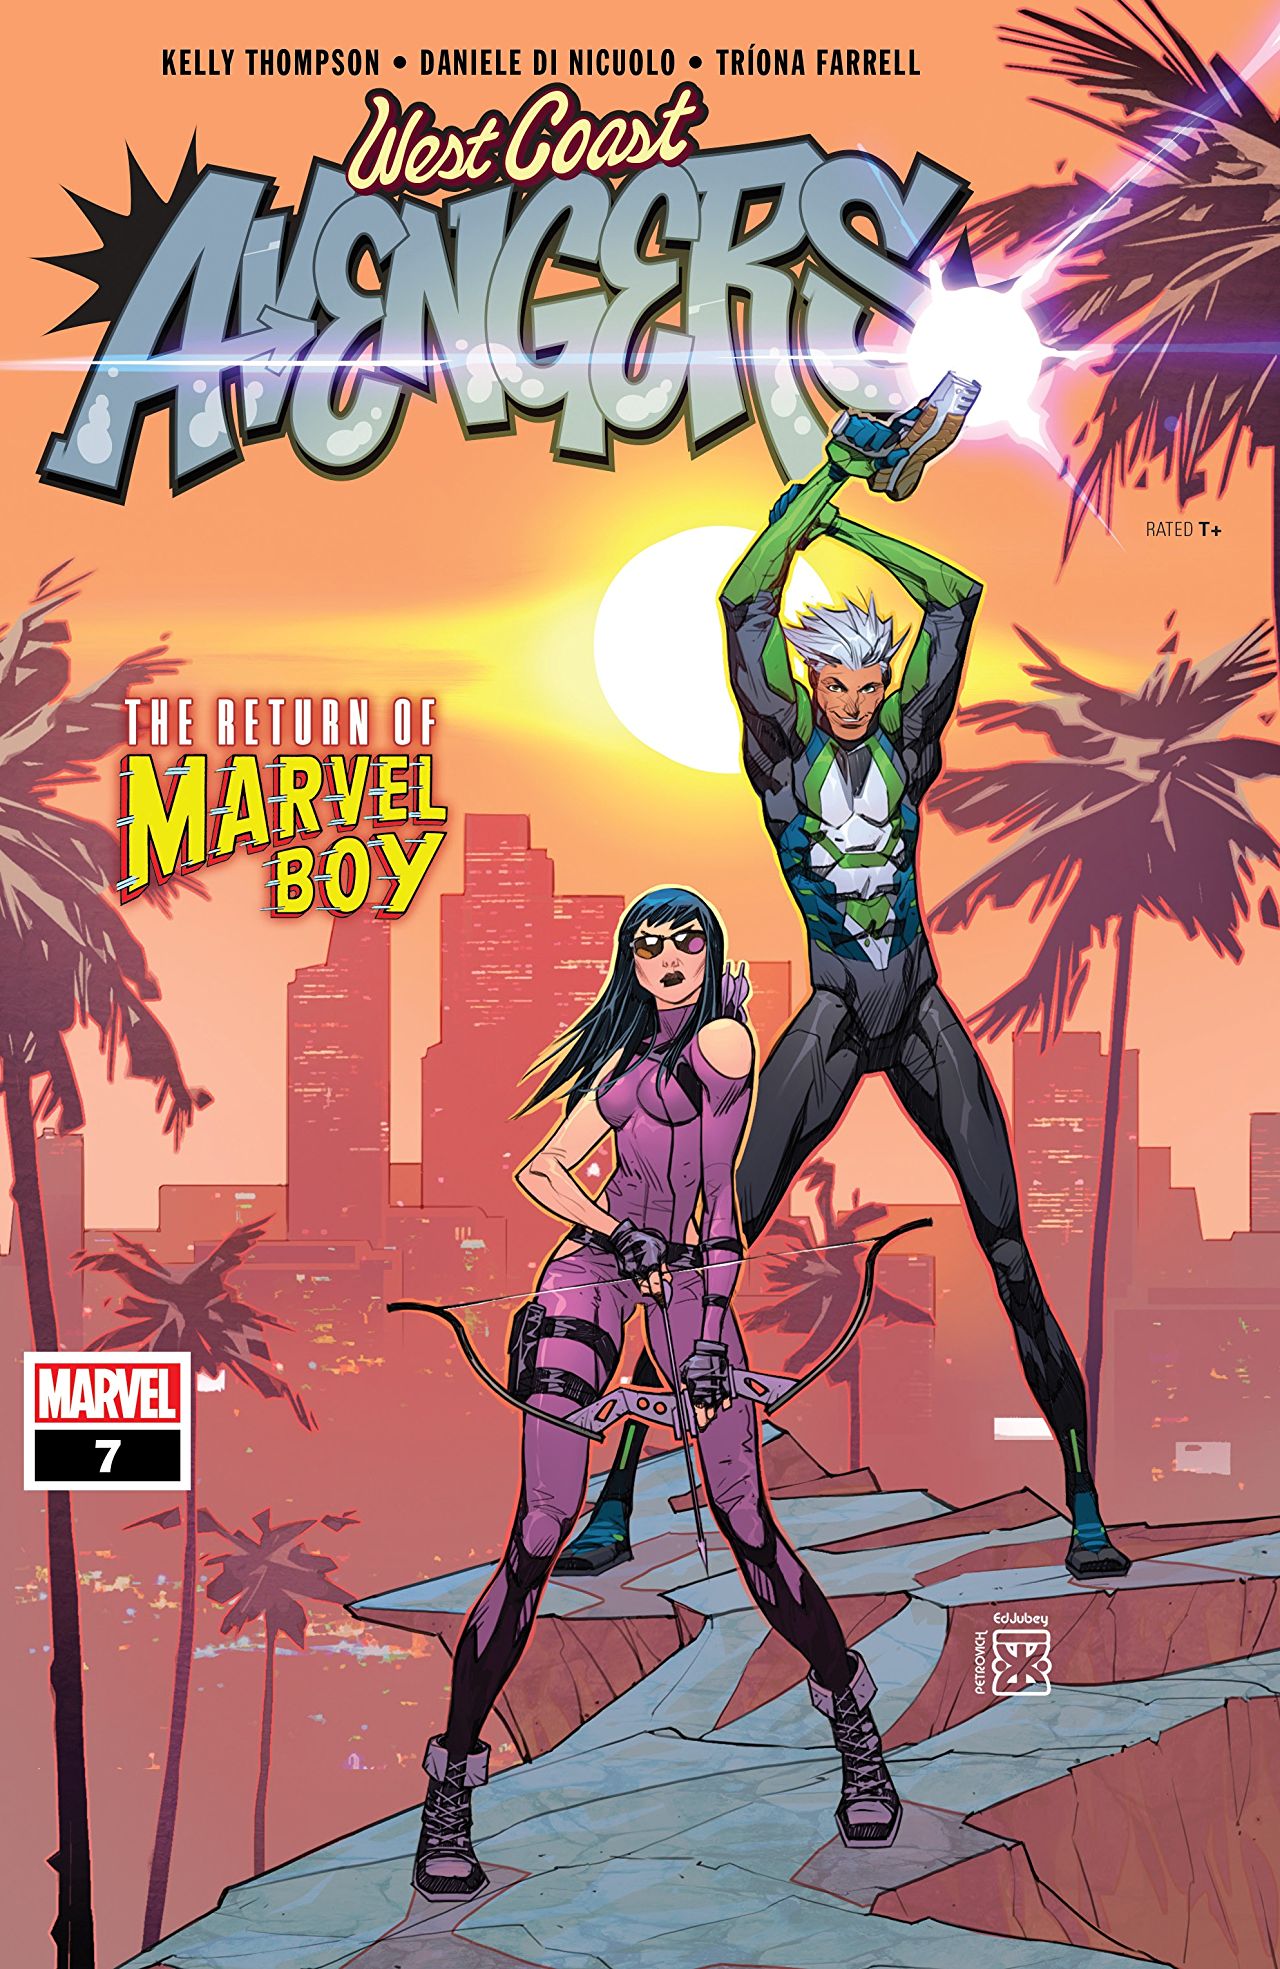 KELLY THOMPSON • DANIELE DI NICUOLO • TRÍONA FARRELL
West Coast
AVENGERS
RATED T+
THE RETURN OF
MARVEL
BOY
MARVEL
7
EdJubey
PETROVICH